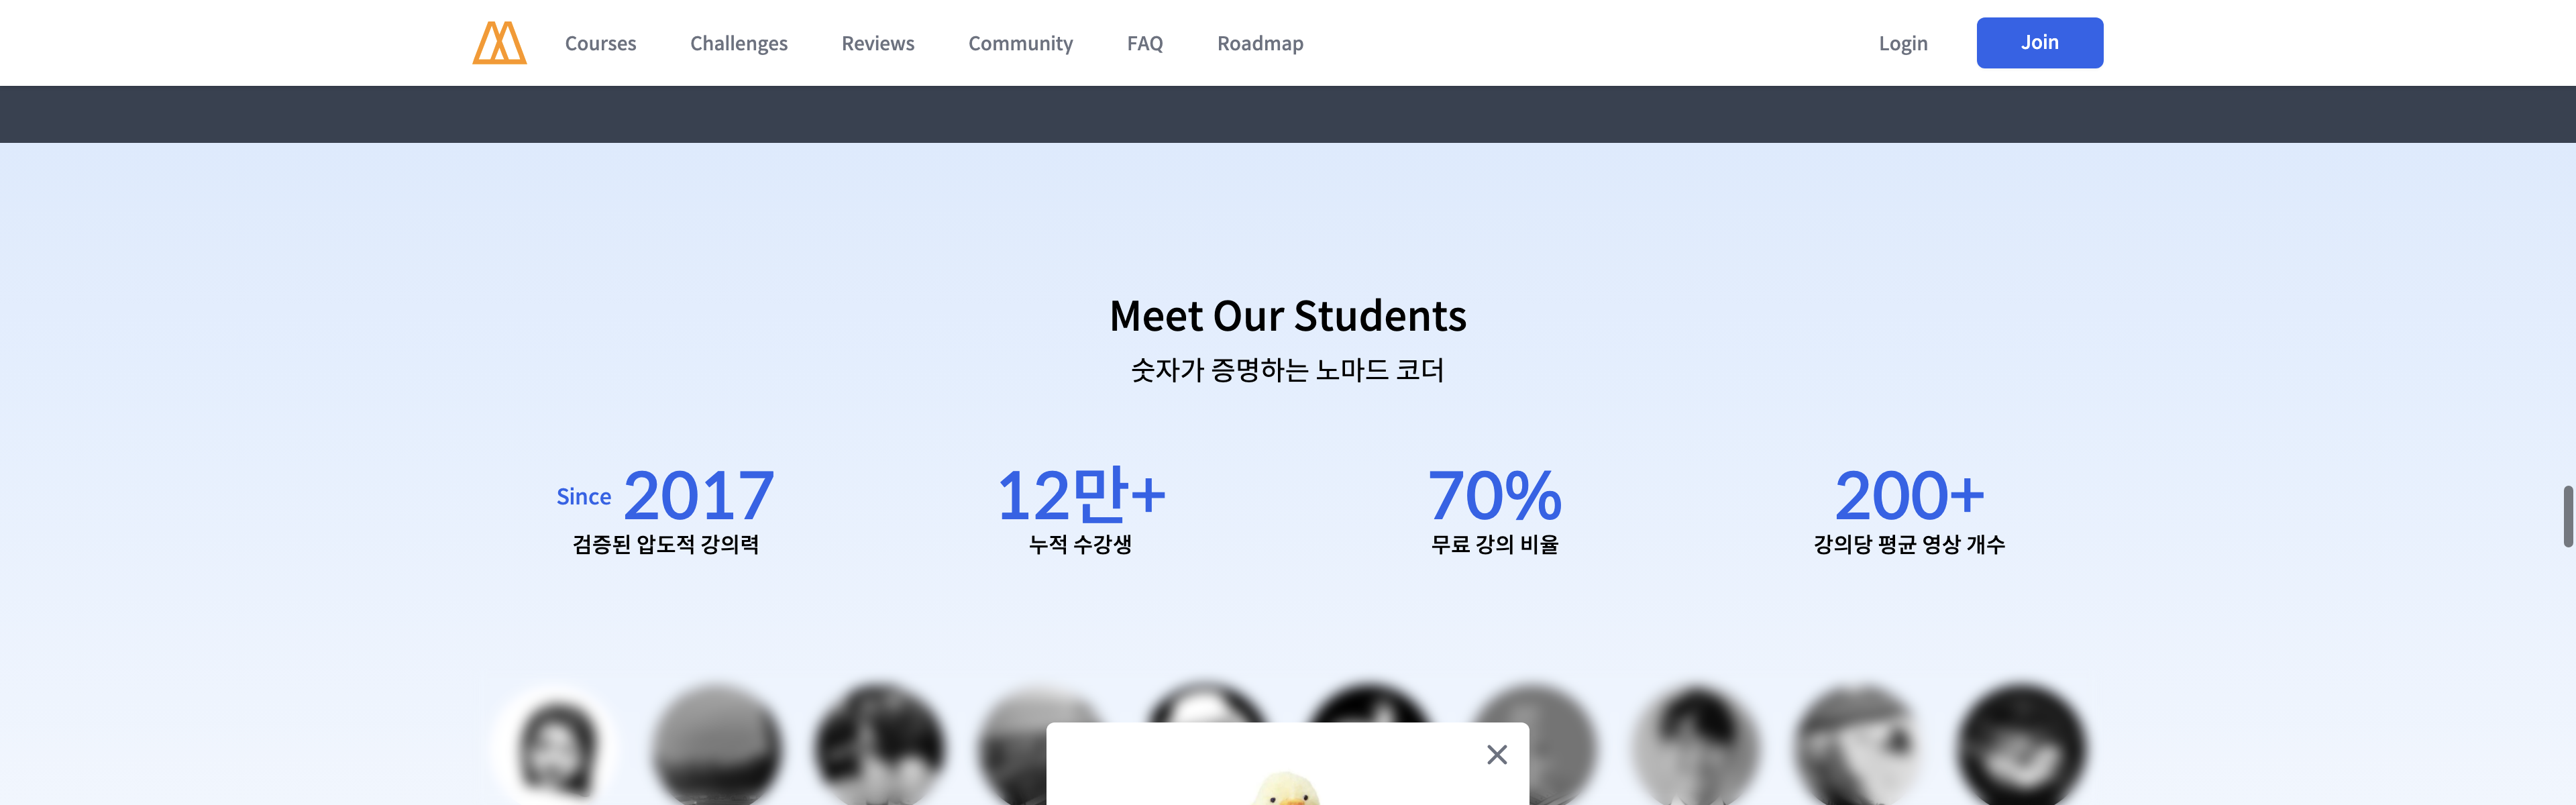 Courses Challenges Reviews Community FAQ Roadmap Login Join
Meet Our Students
숫자가 증명하는 노마드 코더
Since 2017 12만+ 70% 200+
검증된 압도적 강의력 누적 수강생 무료 강의 비율 강의당 평균 영상 개수